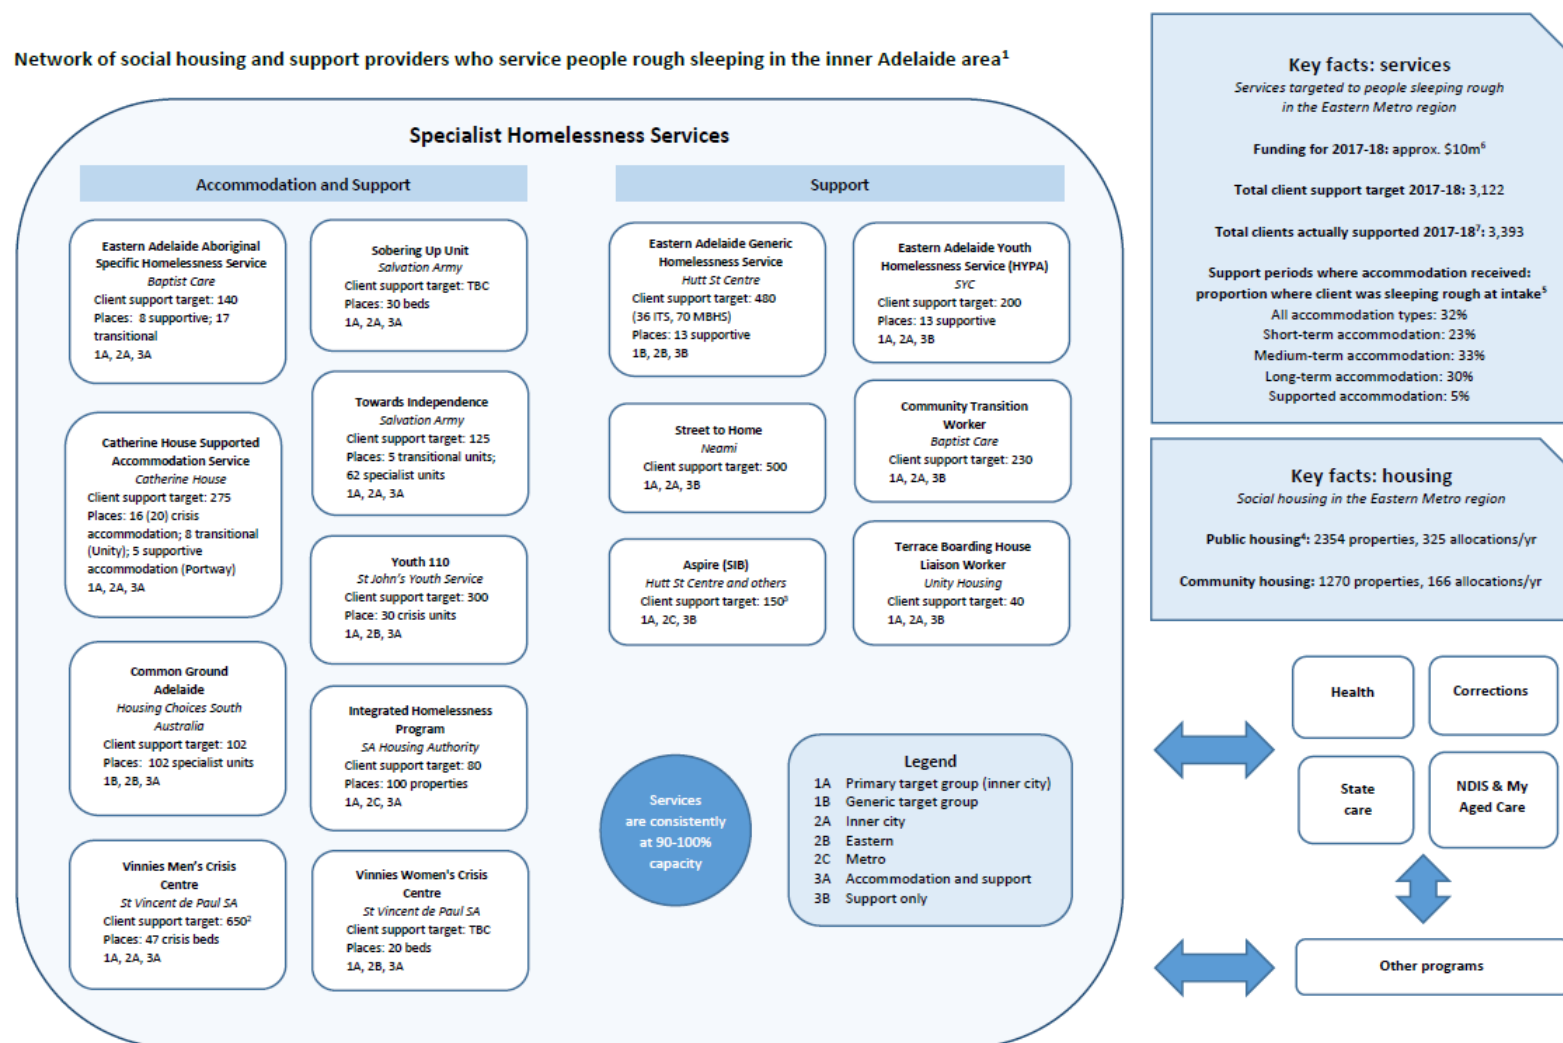 Network of social housing and support providers who service people rough sleeping in the inner Adelaide area¹
Specialist Homelessness Services
Accommodation and Support
Eastern Adelaide Aboriginal
Specific Homelessness Service
Baptist Care
Client support target: 140
Places: 8 supportive; 17
transitional
1A, 2A, 3A
Sobering Up Unit
Salvation Army
Client support target: TBC
Places: 30 beds
1A, 2A, 3A
Catherine House Supported
Accommodation Service
Catherine House
Client support target: 275
Places: 16 (20) crisis
accommodation; 8 transitional
(Unity); 5 supportive
accommodation (Portway)
1A, 2A, 3A
Towards Independence
Salvation Army
Client support target: 125
Places: 5 transitional units;
62 specialist units
1A, 2A, 3A
Youth 110
St John's Youth Service
Client support target: 300
Place: 30 crisis units
1A, 2B, 3A
Common Ground
Adelaide
Housing Choices South
Australia
Client support target: 102
Places: 102 specialist units
1B, 2B, 3A
Integrated Homelessness
Program
SA Housing Authority
Client support target: 80
Places: 100 properties
1A, 2C, 3A
Vinnies Men's Crisis
Centre
St Vincent de Paul SA
Client support target: 650²
Places: 47 crisis beds
1A, 2A, 3A
Vinnies Women's Crisis
Centre
St Vincent de Paul SA
Client support target: TBC
Places: 20 beds
1A, 2B, 3A
Support
Eastern Adelaide Generic
Homelessness Service
Hutt St Centre
Client support target: 480
(36 ITS, 70 MBHS)
Places: 13 supportive
1B, 2B, 3B
Eastern Adelaide Youth
Homelessness Service (HYPA)
SYC
Client support target: 200
Places: 13 supportive
1A, 2A, 3B
Street to Home
Neami
Client support target: 500
1A, 2A, 3B
Community Transition
Worker
Baptist Care
Client support target: 230
1A, 2A, 3B
Aspire (SIB)
Hutt St Centre and others
Client support target: 150³
1A, 2C, 3B
Terrace Boarding House
Liaison Worker
Unity Housing
Client support target: 40
1A, 2A, 3B
Services
are consistently
at 90-100%
capacity
Legend
1A Primary target group (inner city)
1B Generic target group
2A Inner city
2B Eastern
2C Metro
3A Accommodation and support
3B Support only
Key facts: services
Services targeted to people sleeping rough
in the Eastern Metro region
Funding for 2017-18: approx. $10m⁶
Total client support target 2017-18: 3,122
Total clients actually supported 2017-18⁷: 3,393
Support periods where accommodation received:
proportion where client was sleeping rough at intake⁵
All accommodation types: 32%
Short-term accommodation: 23%
Medium-term accommodation: 33%
Long-term accommodation: 30%
Supported accommodation: 5%
Key facts: housing
Social housing in the Eastern Metro region
Public housing⁴: 2354 properties, 325 allocations/yr
Community housing: 1270 properties, 166 allocations/yr
Health
Corrections
State
care
NDIS & My
Aged Care
Other programs